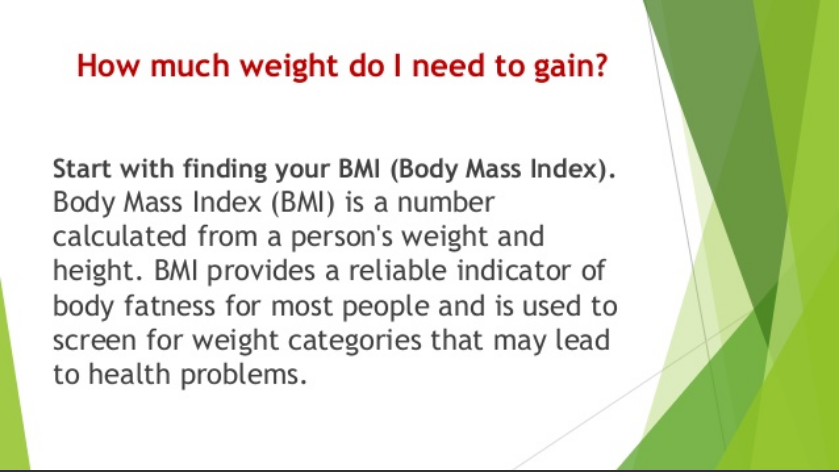 How much weight do I need to gain?
Start with finding your BMI (Body Mass Index).
Body Mass Index (BMI) is a number
calculated from a person's weight and
height. BMI provides a reliable indicator of
body fatness for most people and is used to
screen for weight categories that may lead
to health problems.